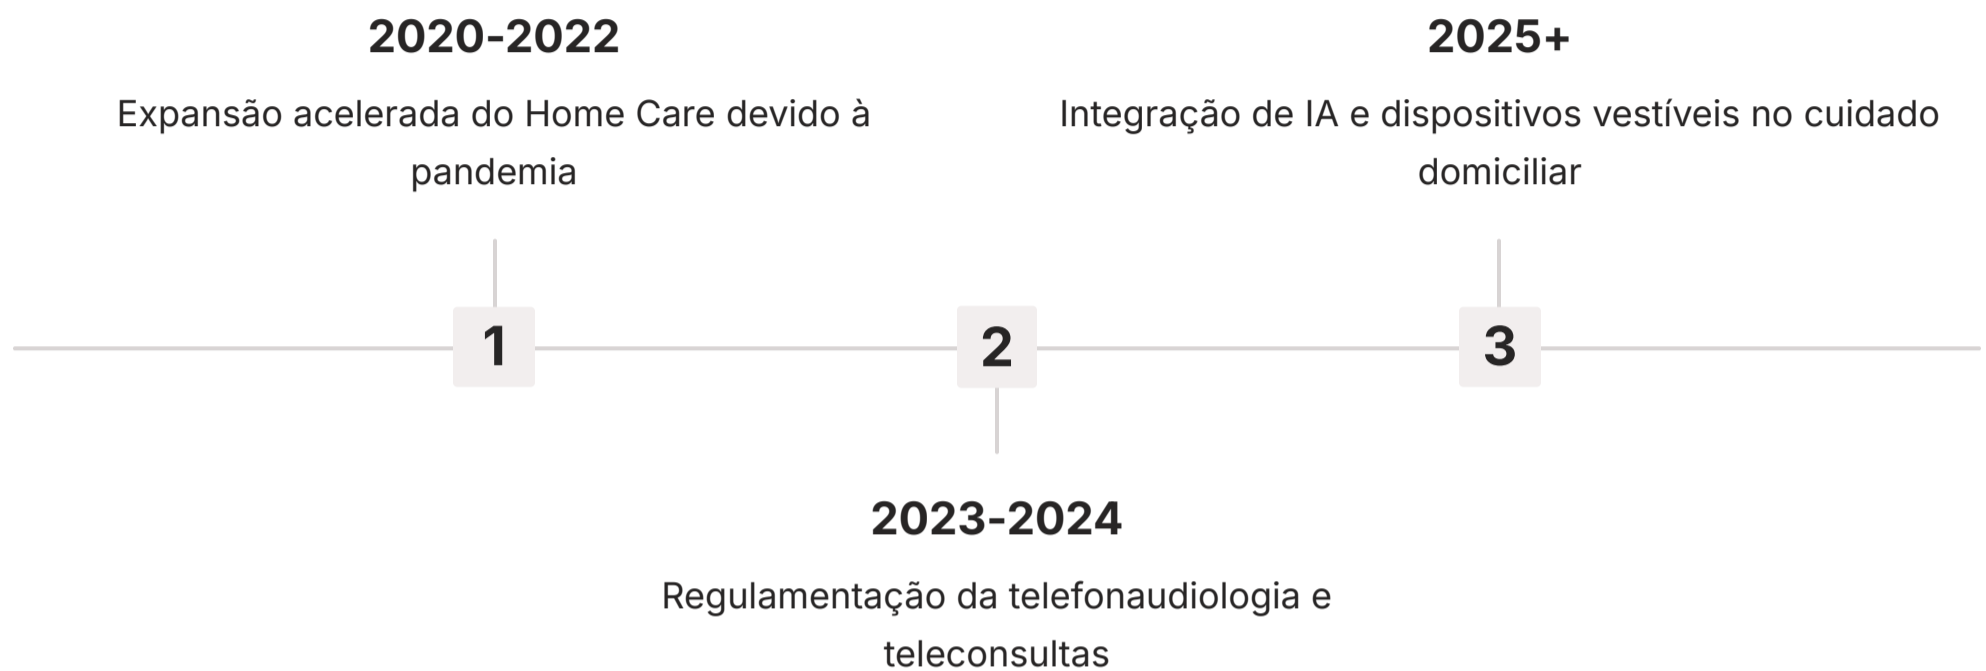 2020-2022
Expansão acelerada do Home Care devido à
pandemia
2025+
Integração de IA e dispositivos vestíveis no cuidado
domiciliar
1
2
3
2023-2024
Regulamentação da telefonaudiologia e
teleconsultas